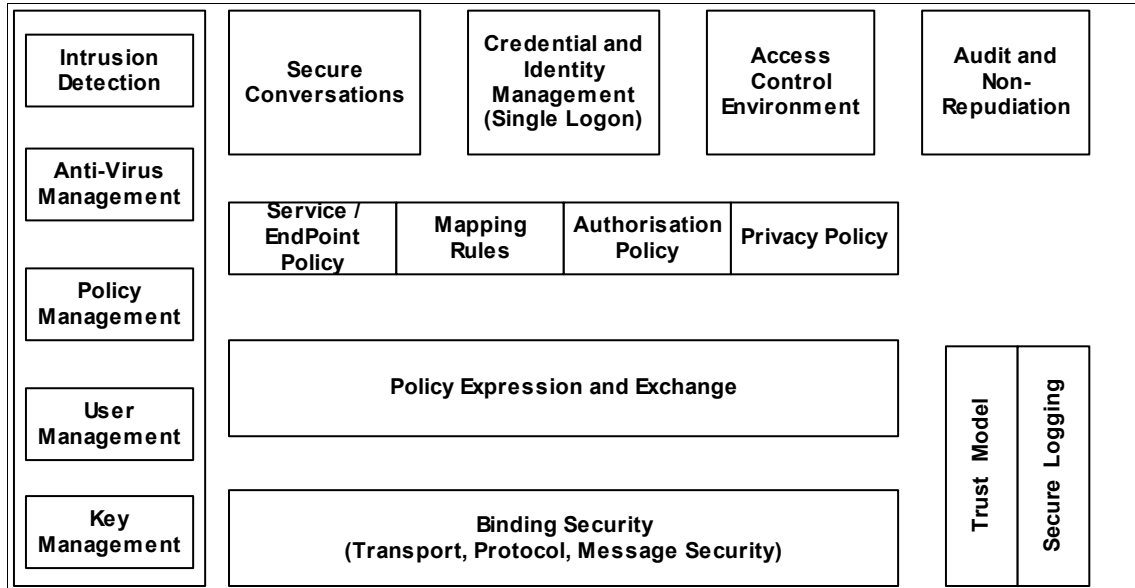 Intrusion
Detection
Anti-Virus
Management
Policy
Management
User
Management
Key
Management
Secure
Conversations
Credential and
Identity
Management
(Single Logon)
Access
Control
Environment
Audit and
Non-
Repudiation
Service /
EndPoint
Policy
Mapping
Rules
Authorisation
Policy
Privacy Policy
Policy Expression and Exchange
Binding Security
(Transport, Protocol, Message Security)
Trust Model
Secure Logging